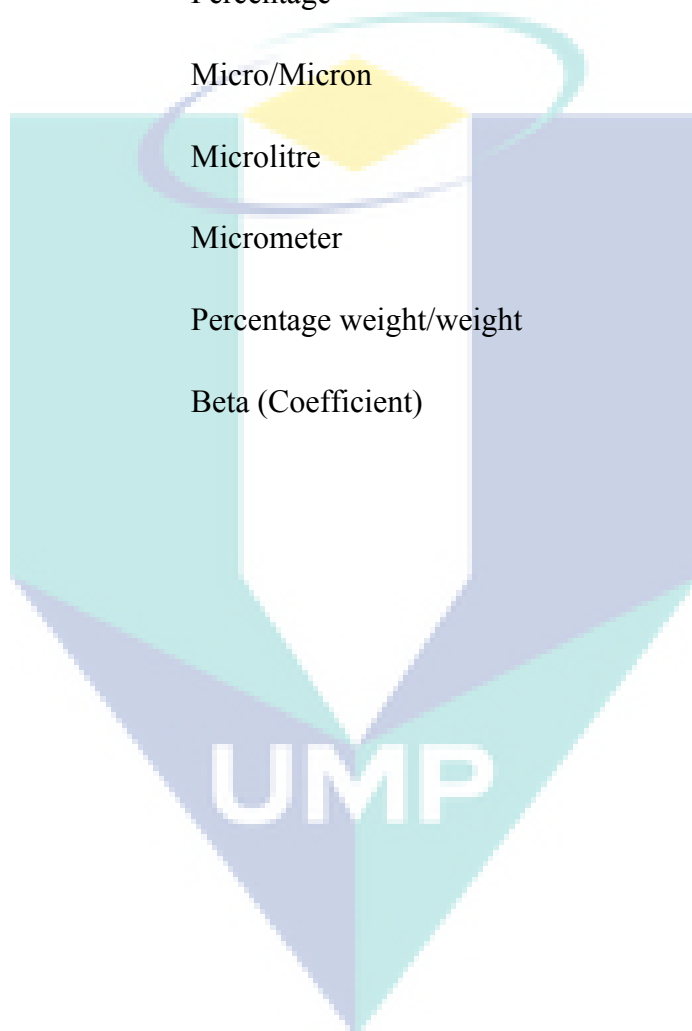 Percentage
Micro/Micron
Microlitre
Micrometer
Percentage weight/weight
Beta (Coefficient)
UMP